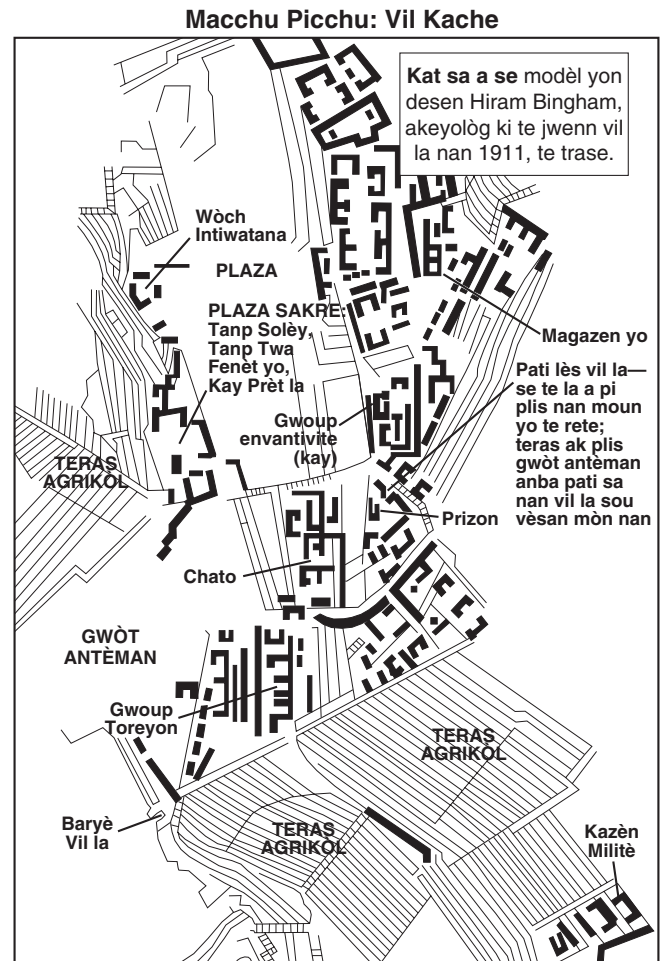 Macchu Picchu: Vil Kache
Kat sa a se modèl yon
desen Hiram Bingham,
akeyològ ki te jwenn vil
la nan 1911, te trase.
Wòch
Intiwatana
PLAZA
PLAZA SAKRE:
Tanp Solèy,
Tanp Twa
Fenèt yo,
Kay Prèt la
Magazen yo
Pati lès vil la—
se te la a pi
plis nan moun
yo te rete;
teras ak plis
gwòt antèman
anba pati sa
nan vil la sou
vèsan mòn nan
Gwoup
envantivite
(kay)
TERAS
AGRIKÒL
Prizon
Chato
GWÒT
ANTÈMAN
Gwoup
Toreyon
TERAS
AGRIKÒL
Baryè
Vil la
TERAS
AGRIKÒL
Kazèn
Militè